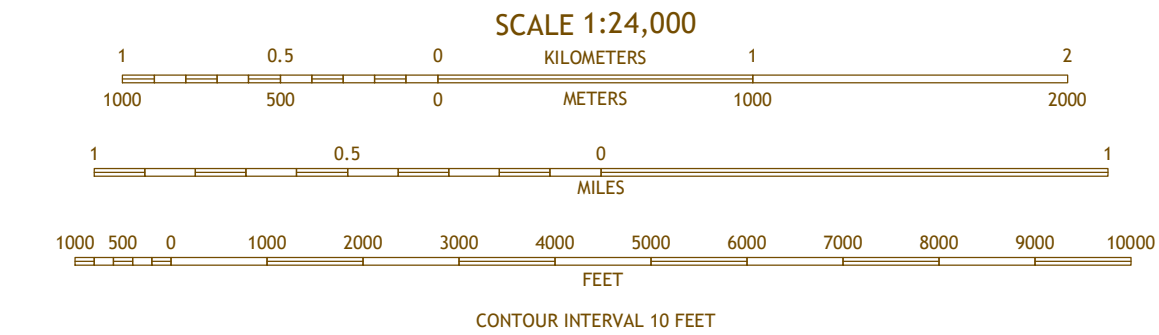 SCALE 1:24,000
1 0.5 0 KILOMETERS 1 2
1000 500 0 METERS 1000 2000
1 0.5 0 1
MILES
1000 500 0 1000 2000 3000 4000 5000 6000 7000 8000 9000 10000
FEET
CONTOUR INTERVAL 10 FEET